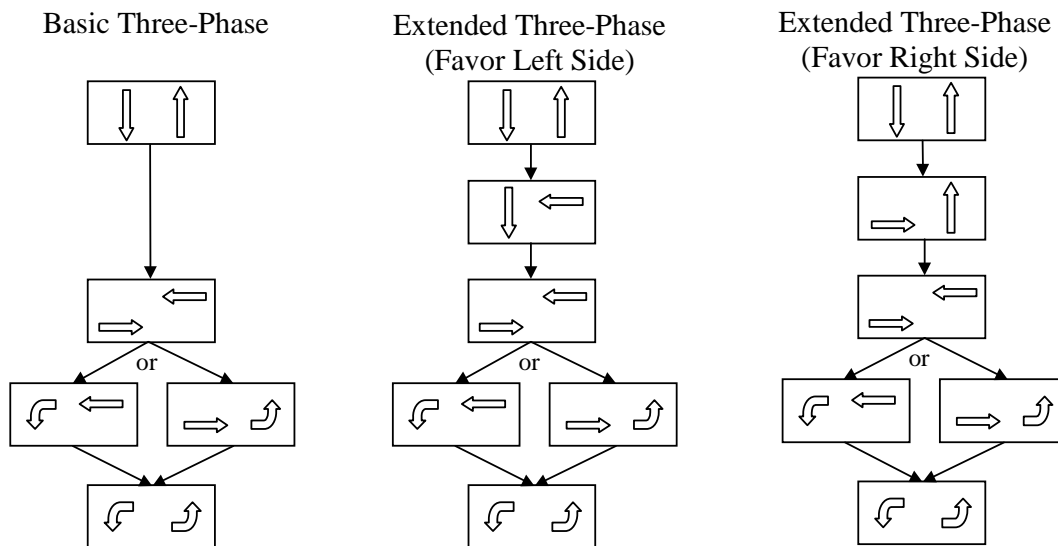 Basic Three-Phase
Extended Three-Phase
(Favor Left Side)
Extended Three-Phase
(Favor Right Side)
or
or
or